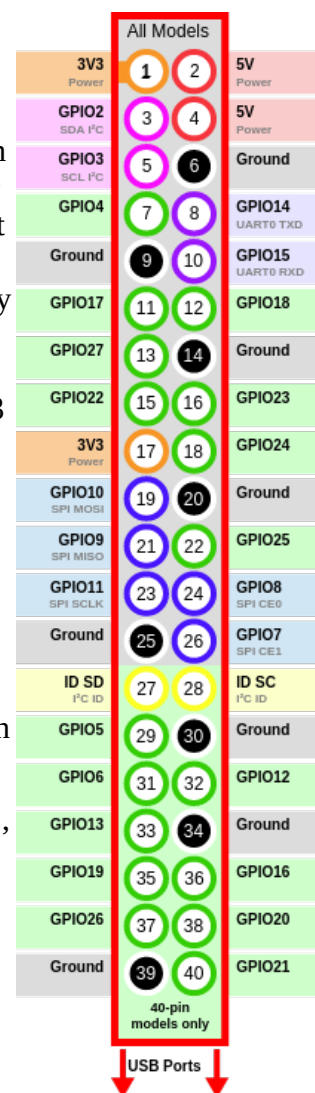 All Models
3V3 1 2 5V
Power Power
GPIO2 3 4 5V
SDA I²C Power
GPIO3 5 6 Ground
SCL I²C
n
GPIO4 7 8 GPIO14
t UART0 TXD
Ground 9 10 GPIO15
UART0 RXD
y
GPIO17 11 12 GPIO18
GPIO27 13 14 Ground
GPIO22 15 16 GPIO23
3V3 17 18 GPIO24
Power
GPIO10 19 20 Ground
SPI MOSI
GPIO9 21 22 GPIO25
SPI MISO
GPIO11 23 24 GPIO8
SPI SCLK SPI CE0
Ground 25 26 GPIO7
SPI CE1
ID SD 27 28 ID SC
I²C ID I²C ID
GPIO5 29 30 Ground
GPIO6 31 32 GPIO12
GPIO13 33 34 Ground
,
GPIO19 35 36 GPIO16
GPIO26 37 38 GPIO20
Ground 39 40 GPIO21
40-pin
models only
USB Ports